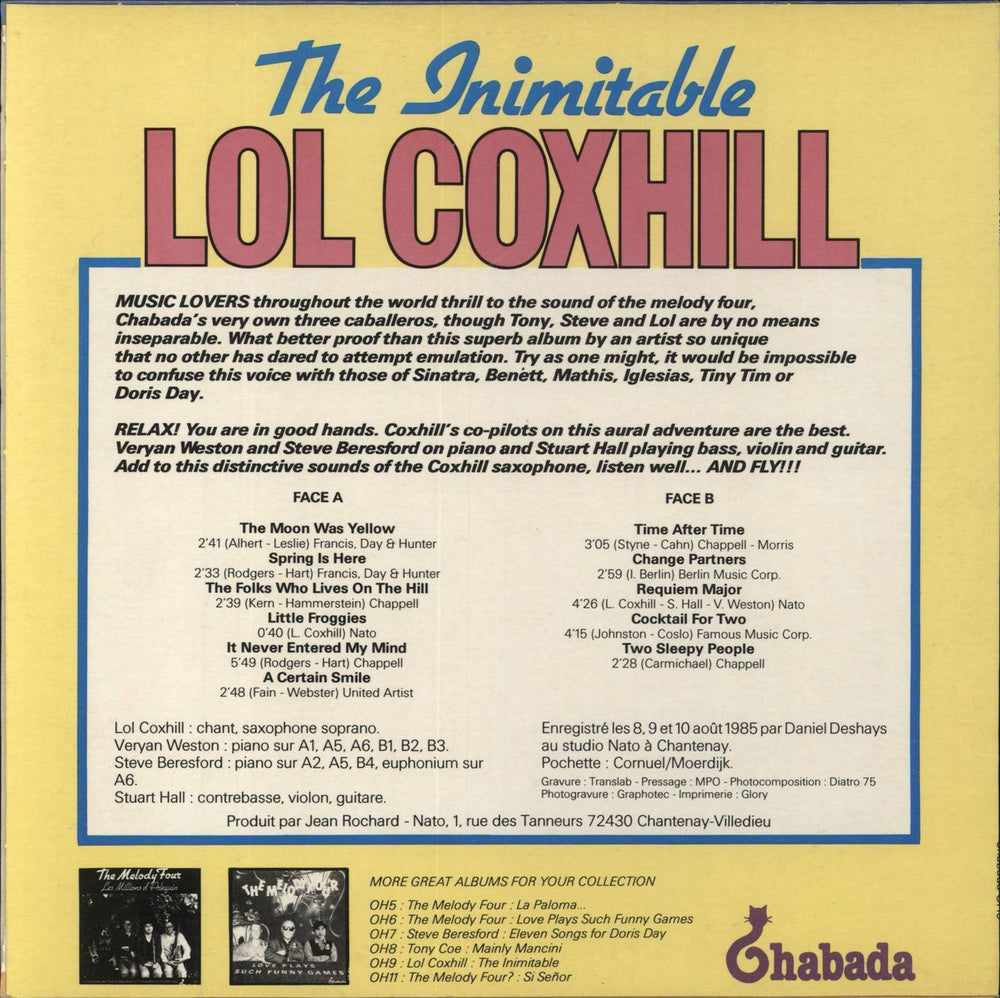 The Inimitable
LOL COXHILL
MUSIC LOVERS throughout the world thrill to the sound of the melody four,
Chabada's very own three caballeros, though Tony, Steve and Lol are by no means
inseparable. What better proof than this superb album by an artist so unique
that no other has dared to attempt emulation. Try as one might, it would be impossible
to confuse this voice with those of Sinatra, Benett, Mathis, Iglesias, Tiny Tim or
Doris Day.
RELAX! You are in good hands. Coxhill's co-pilots on this aural adventure are the best.
Veryan Weston and Steve Beresford on piano and Stuart Hall playing bass, violin and guitar.
Add to this distinctive sounds of the Coxhill saxophone, listen well... AND FLY!!!
FACE A
The Moon Was Yellow
2'41 (Alhert - Leslie) Francis, Day & Hunter
Spring Is Here
2'33 (Rodgers - Hart) Francis, Day & Hunter
The Folks Who Lives On The Hill
2'39 (Kern - Hammerstein) Chappell
Little Froggies
0'40 (L. Coxhill) Nato
It Never Entered My Mind
5'49 (Rodgers - Hart) Chappell
A Certain Smile
2'48 (Fain - Webster) United Artist
FACE B
Time After Time
3'05 (Styne - Cahn) Chappell - Morris
Change Partners
2'59 (I. Berlin) Berlin Music Corp.
Requiem Major
4'26 (L. Coxhill - S. Hall - V. Weston) Nato
Cocktail For Two
4'15 (Johnston - Coslo) Famous Music Corp.
Two Sleepy People
2'28 (Carmichael) Chappell
Lol Coxhill : chant, saxophone soprano.
Veryan Weston : piano sur A1, A5, A6, B1, B2, B3.
Steve Beresford : piano sur A2, A5, B4, euphonium sur
A6.
Stuart Hall : contrebasse, violon, guitare.
Enregistré les 8, 9 et 10 août 1985 par Daniel Deshays
au studio Nato à Chantenay.
Pochette : Cornuel/Moerdijk.
Gravure : Translab - Pressage : MPO - Photocomposition : Diatro 75
Photogravure : Graphotec - Imprimerie : Glory
Produit par Jean Rochard - Nato, 1, rue des Tanneurs 72430 Chantenay-Villedieu
The Melody Four
Les Millions d'Arlequin
THE MELODY FOUR
LOVE PLAYS
SUCH FUNNY GAMES
MORE GREAT ALBUMS FOR YOUR COLLECTION
OH5 : The Melody Four : La Paloma...
OH6 : The Melody Four : Love Plays Such Funny Games
OH7 : Steve Beresford : Eleven Songs for Doris Day
OH8 : Tony Coe : Mainly Mancini
OH9 : Lol Coxhill : The Inimitable
OH11 : The Melody Four? : Si Señor
Chabada